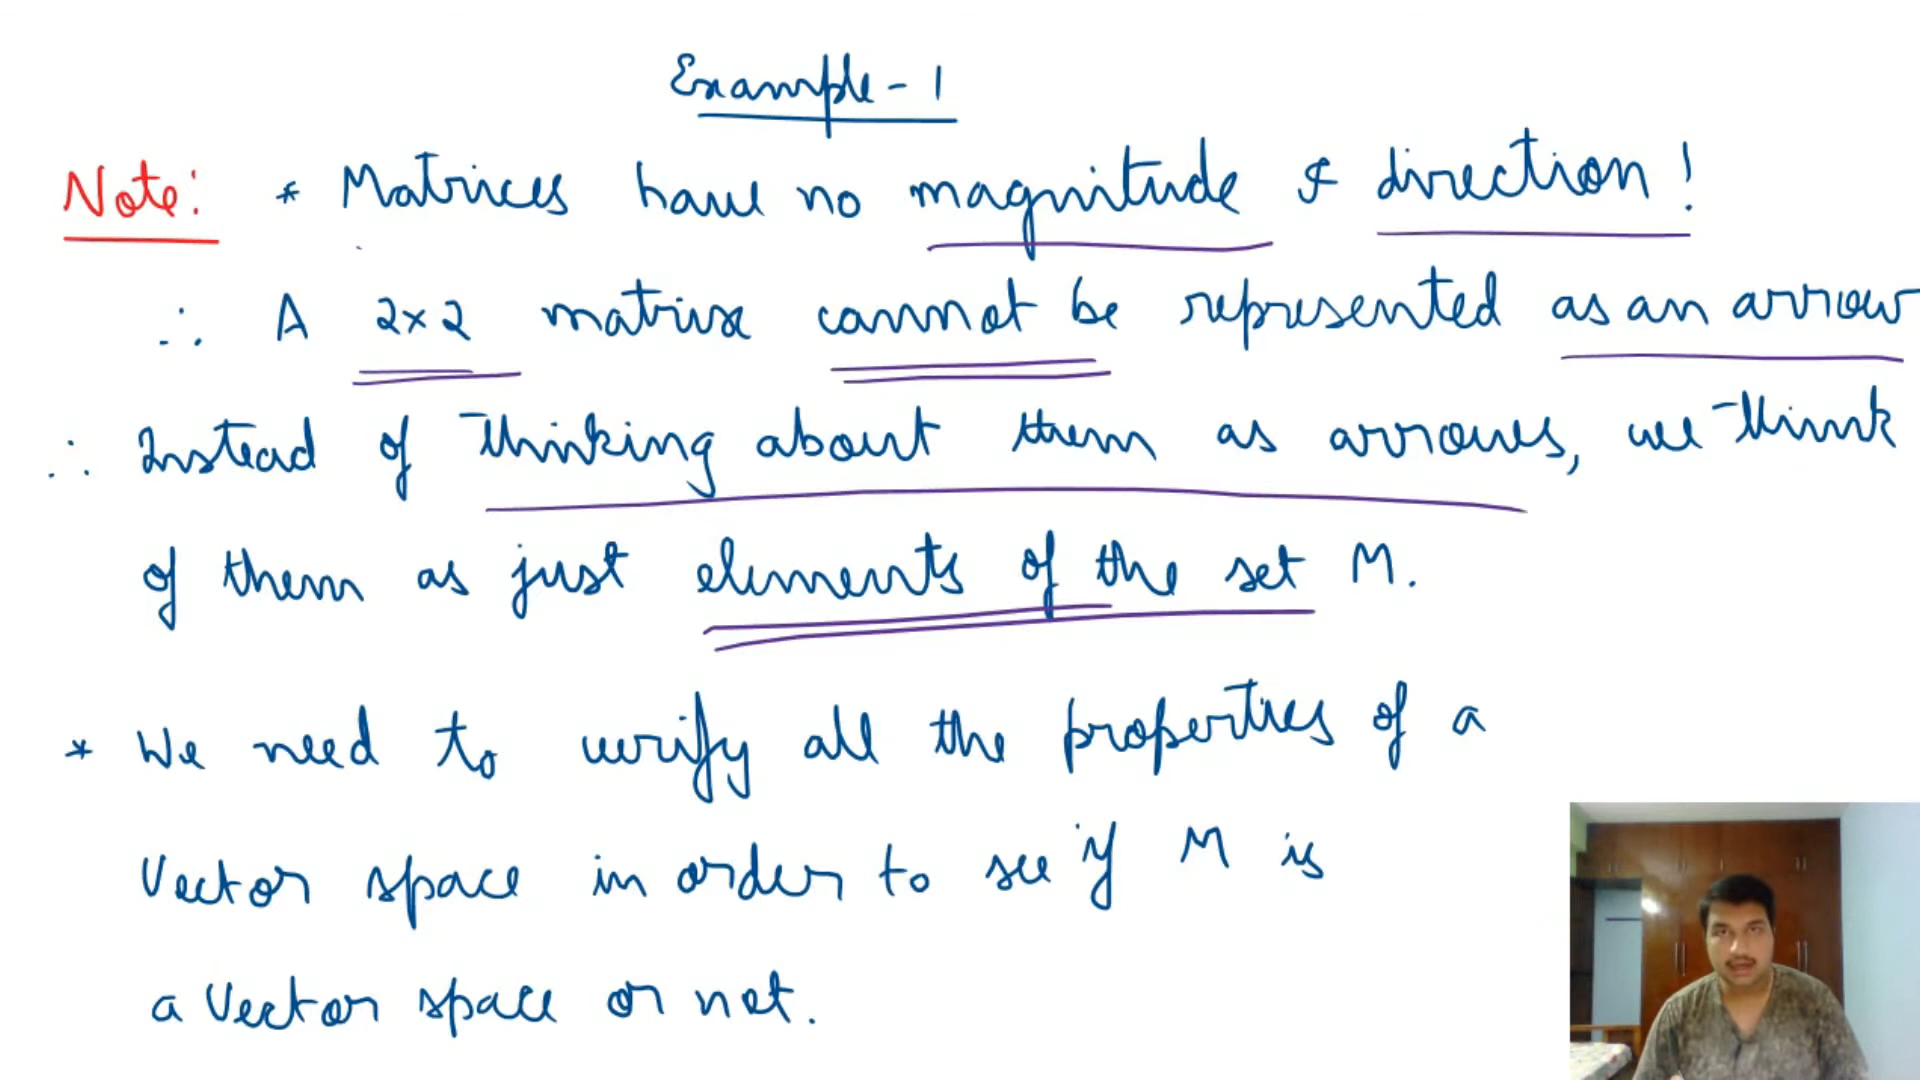 Example - 1
Note: * Matrices have no magnitude & direction!
∴ A 2x2 matrix cannot be represented as an arrow
∴ Instead of thinking about them as arrows, we think
of them as just elements of the set M.
* We need to verify all the properties of a
Vector space in order to see if M is
a Vector space or not.